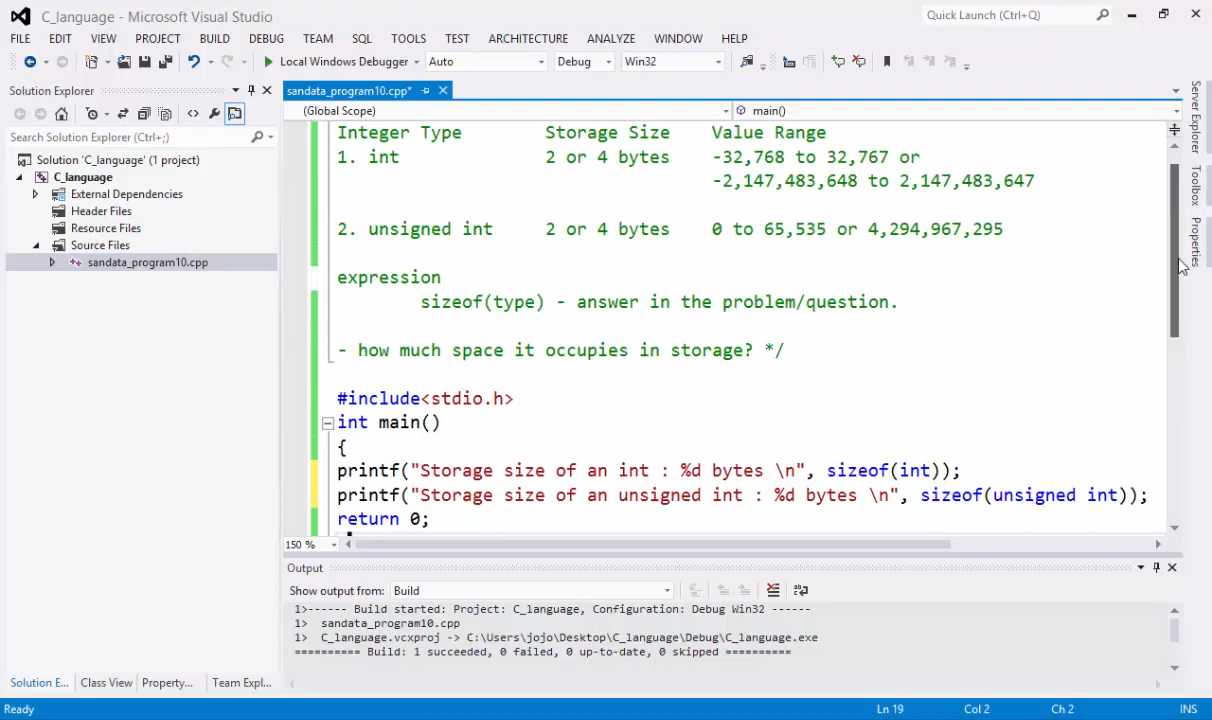 C_language - Microsoft Visual Studio
Quick Launch (Ctrl+Q)
FILE EDIT VIEW PROJECT BUILD DEBUG TEAM SQL TOOLS TEST ARCHITECTURE ANALYZE WINDOW HELP
Local Windows Debugger Auto Debug Win32
Solution Explorer
Search Solution Explorer (Ctrl+;)
Solution 'C_language' (1 project)
C_language
External Dependencies
Header Files
Resource Files
Source Files
sandata_program10.cpp
sandata_program10.cpp*
(Global Scope) main()
Integer Type Storage Size Value Range
1. int 2 or 4 bytes -32,768 to 32,767 or
-2,147,483,648 to 2,147,483,647
2. unsigned int 2 or 4 bytes 0 to 65,535 or 4,294,967,295
expression
sizeof(type) - answer in the problem/question.
- how much space it occupies in storage? */
#include<stdio.h>
int main()
{
printf("Storage size of an int : %d bytes \n", sizeof(int));
printf("Storage size of an unsigned int : %d bytes \n", sizeof(unsigned int));
return 0;
150 %
Output
Show output from: Build
1>------ Build started: Project: C_language, Configuration: Debug Win32 ------
1> sandata_program10.cpp
1> C_language.vcxproj -> C:\Users\jojo\Desktop\C_language\Debug\C_language.exe
========== Build: 1 succeeded, 0 failed, 0 up-to-date, 0 skipped ==========
Solution E... Class View Property... Team Expl...
Server Explorer
Toolbox
Properties
Ready Ln 19 Col 2 Ch 2 INS